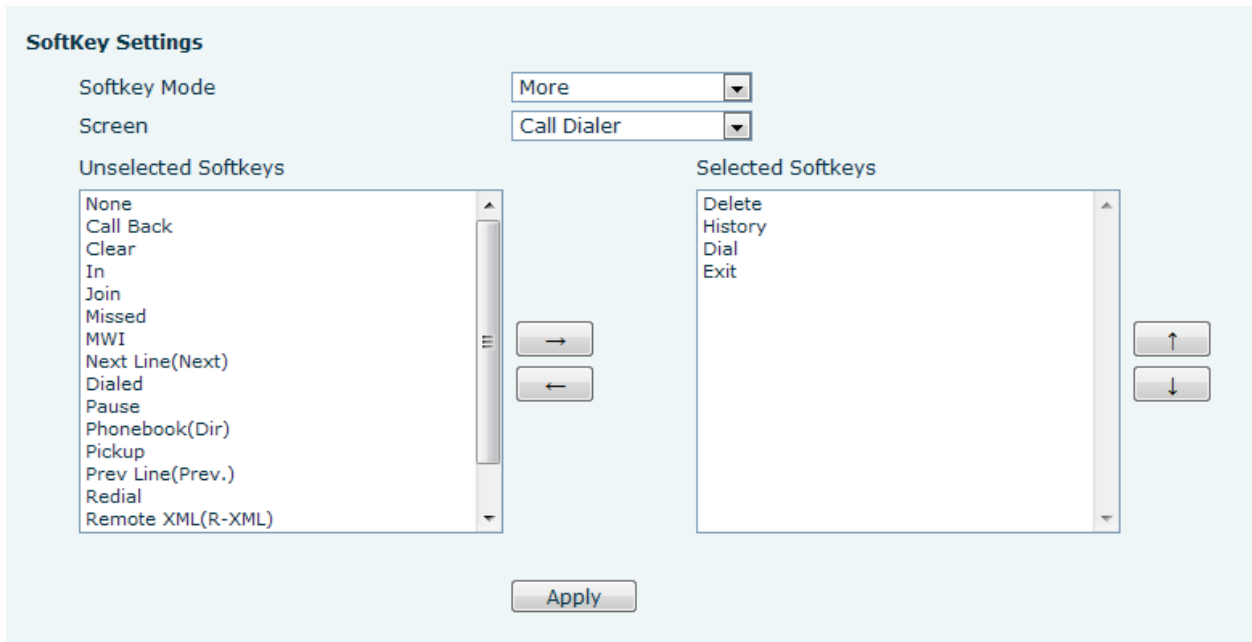 SoftKey Settings
Softkey Mode More
Screen Call Dialer
Unselected Softkeys Selected Softkeys
None
Call Back
Clear
In
Join
Missed
MWI
Next Line(Next)
Dialed
Pause
Phonebook(Dir)
Pickup
Prev Line(Prev.)
Redial
Remote XML(R-XML)
→
←
Delete
History
Dial
Exit
↑
↓
Apply